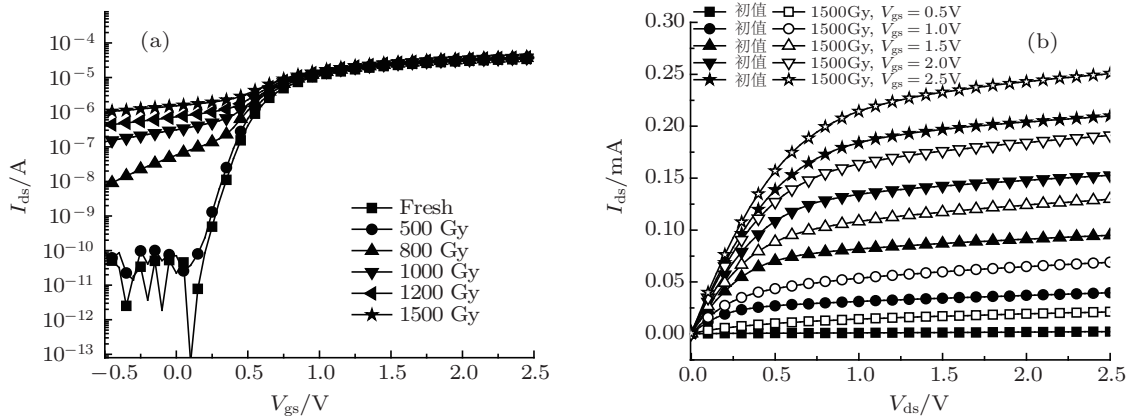 (a)
I_ds/A
10^−4
10^−5
10^−6
10^−7
10^−8
10^−9
10^−10
10^−11
10^−12
10^−13
Fresh
500 Gy
800 Gy
1000 Gy
1200 Gy
1500 Gy
−0.5 0.0 0.5 1.0 1.5 2.0 2.5
V_gs/V
(b)
I_ds/mA
0.30
0.25
0.20
0.15
0.10
0.05
0.00
初值 1500Gy, V_gs = 0.5V
初值 1500Gy, V_gs = 1.0V
初值 1500Gy, V_gs = 1.5V
初值 1500Gy, V_gs = 2.0V
初值 1500Gy, V_gs = 2.5V
0.0 0.5 1.0 1.5 2.0 2.5
V_ds/V